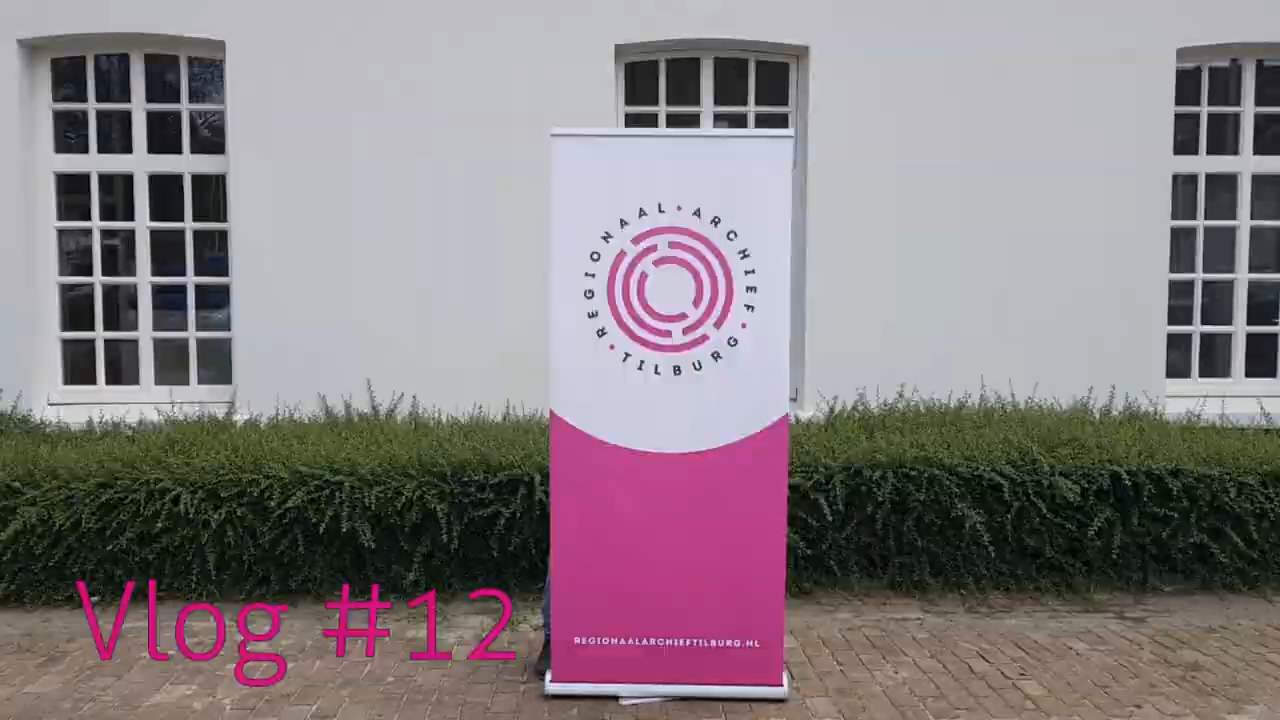 REGIONAAL • ARCHIEF • TILBURG •
REGIONAALARCHIEFTILBURG.NL
Vlog #12